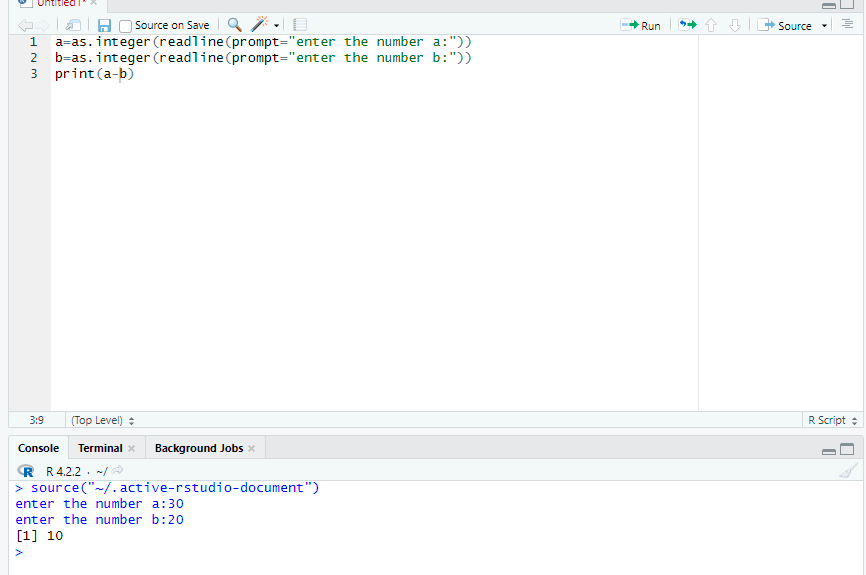 Untitled1*
Source on Save
Run
Source
1 a=as.integer(readline(prompt="enter the number a:"))
2 b=as.integer(readline(prompt="enter the number b:"))
3 print(a-b)
3:9
(Top Level)
R Script
Console
Terminal
Background Jobs
R R 4.2.2 · ~/
> source("~/.active-rstudio-document")
enter the number a:30
enter the number b:20
[1] 10
>